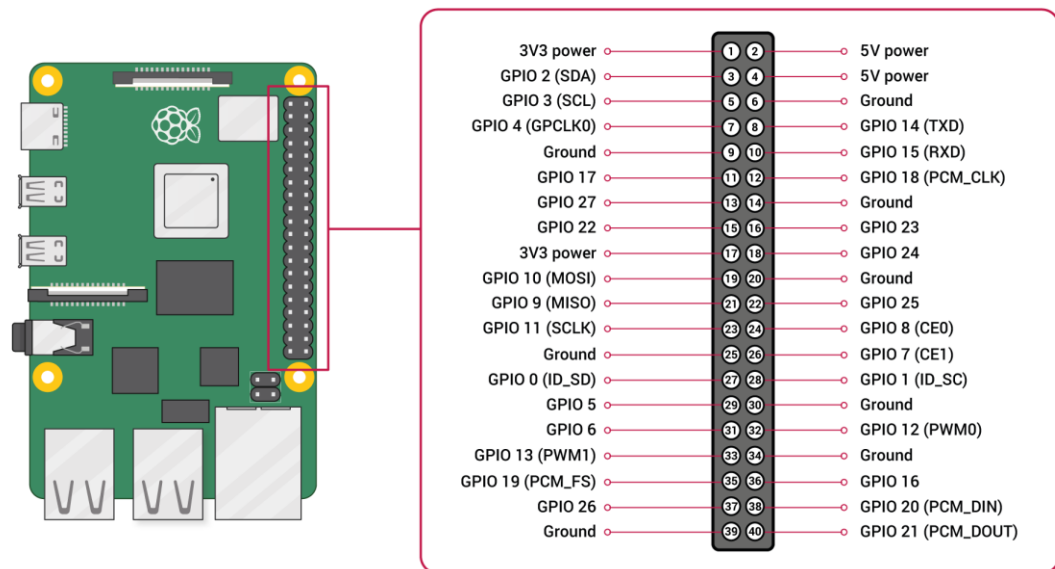 3V3 power 1 2 5V power
GPIO 2 (SDA) 3 4 5V power
GPIO 3 (SCL) 5 6 Ground
GPIO 4 (GPCLK0) 7 8 GPIO 14 (TXD)
Ground 9 10 GPIO 15 (RXD)
GPIO 17 11 12 GPIO 18 (PCM_CLK)
GPIO 27 13 14 Ground
GPIO 22 15 16 GPIO 23
3V3 power 17 18 GPIO 24
GPIO 10 (MOSI) 19 20 Ground
GPIO 9 (MISO) 21 22 GPIO 25
GPIO 11 (SCLK) 23 24 GPIO 8 (CE0)
Ground 25 26 GPIO 7 (CE1)
GPIO 0 (ID_SD) 27 28 GPIO 1 (ID_SC)
GPIO 5 29 30 Ground
GPIO 6 31 32 GPIO 12 (PWM0)
GPIO 13 (PWM1) 33 34 Ground
GPIO 19 (PCM_FS) 35 36 GPIO 16
GPIO 26 37 38 GPIO 20 (PCM_DIN)
Ground 39 40 GPIO 21 (PCM_DOUT)